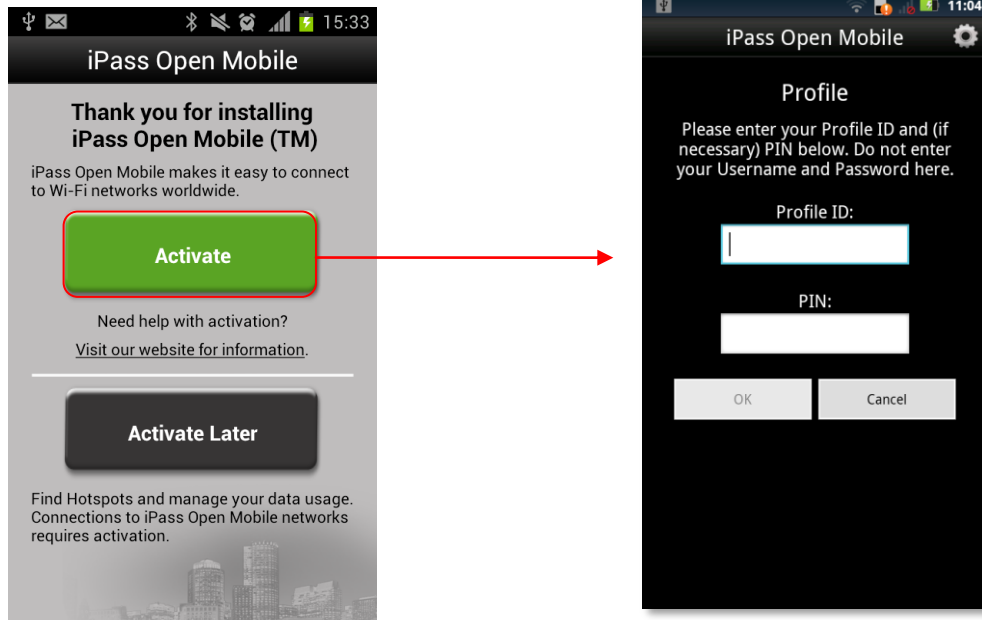 15:33
iPass Open Mobile
Thank you for installing
iPass Open Mobile (TM)
iPass Open Mobile makes it easy to connect
to Wi-Fi networks worldwide.
Activate
Need help with activation?
Visit our website for information.
Activate Later
Find Hotspots and manage your data usage.
Connections to iPass Open Mobile networks
requires activation.
11:04
iPass Open Mobile
Profile
Please enter your Profile ID and (if
necessary) PIN below. Do not enter
your Username and Password here.
Profile ID:
PIN:
OK
Cancel